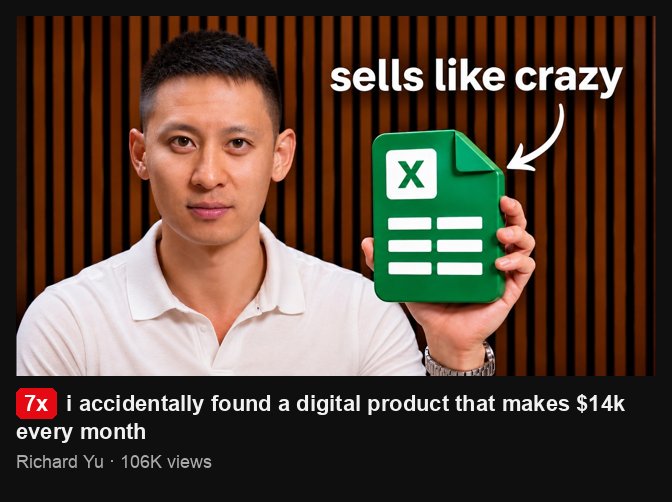 sells like crazy
X
7x i accidentally found a digital product that makes $14k
every month
Richard Yu · 106K views